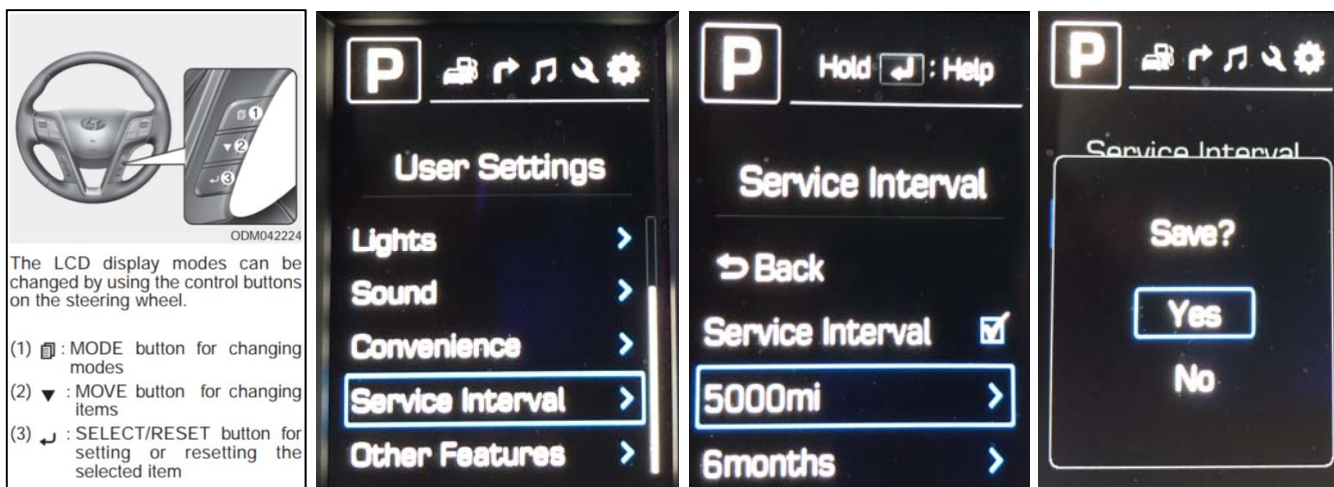 1
2
3
ODM042224
The LCD display modes can be
changed by using the control buttons
on the steering wheel.
(1) : MODE button for changing
modes
(2) ▼ : MOVE button for changing
items
(3) ↵ : SELECT/RESET button for
setting or resetting the
selected item
P
User Settings
Lights >
Sound >
Convenience >
Service Interval >
Other Features >
P Hold ↵ : Help
Service Interval
⮌ Back
Service Interval ☑
5000mi >
6months >
P
Service Interval
Save?
Yes
No